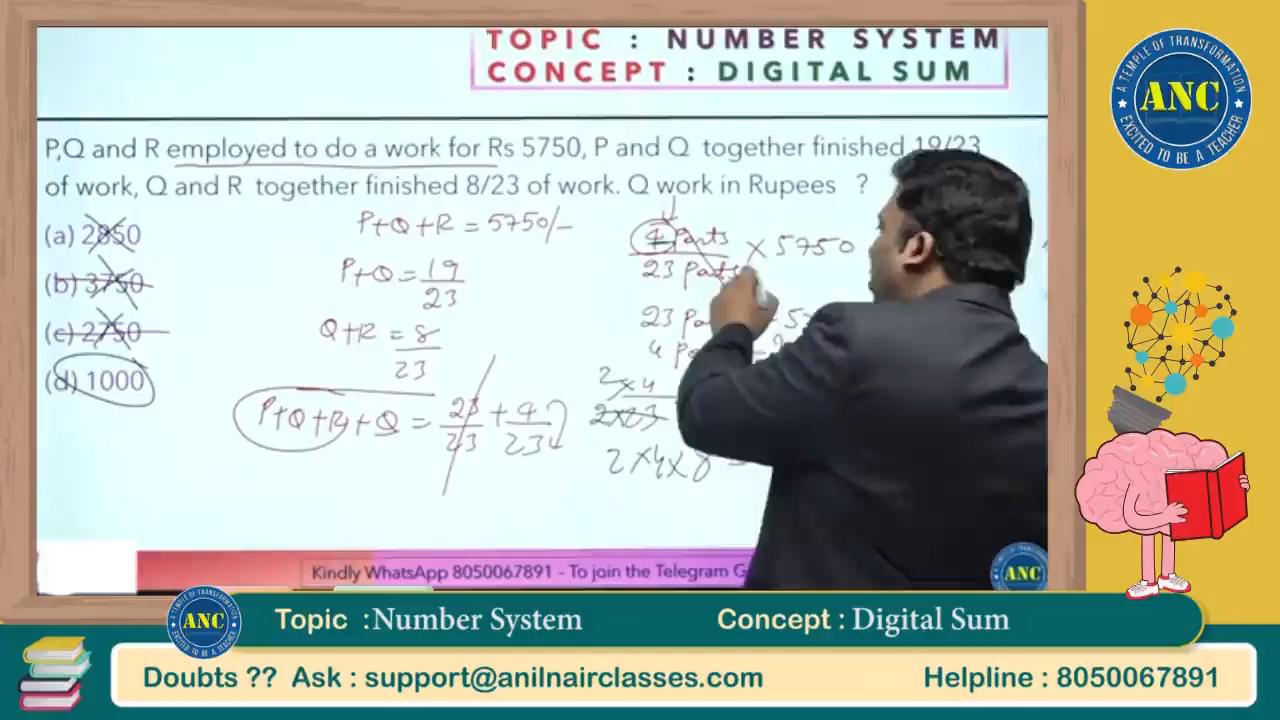 TOPIC : NUMBER SYSTEM
CONCEPT : DIGITAL SUM
P,Q and R employed to do a work for Rs 5750, P and Q together finished 19/23
of work, Q and R together finished 8/23 of work. Q work in Rupees ?
(a) 2850
(b) 3750
(c) 2750
(d) 1000
P+Q+R = 5750/-
P+Q = 19/23
Q+R = 8/23
P+Q+R+Q = 23/23 + 4/23
4 Parts
23 Parts
× 5750
23
4
2×4
2×23
2×4×8
Kindly WhatsApp 8050067891 - To join the Telegram
ANC
A TEMPLE OF TRANSFORMATION
ANC
EXCITED TO BE A TEACHER
ANC
Topic : Number System
Concept : Digital Sum
Doubts ?? Ask : support@anilnairclasses.com
Helpline : 8050067891